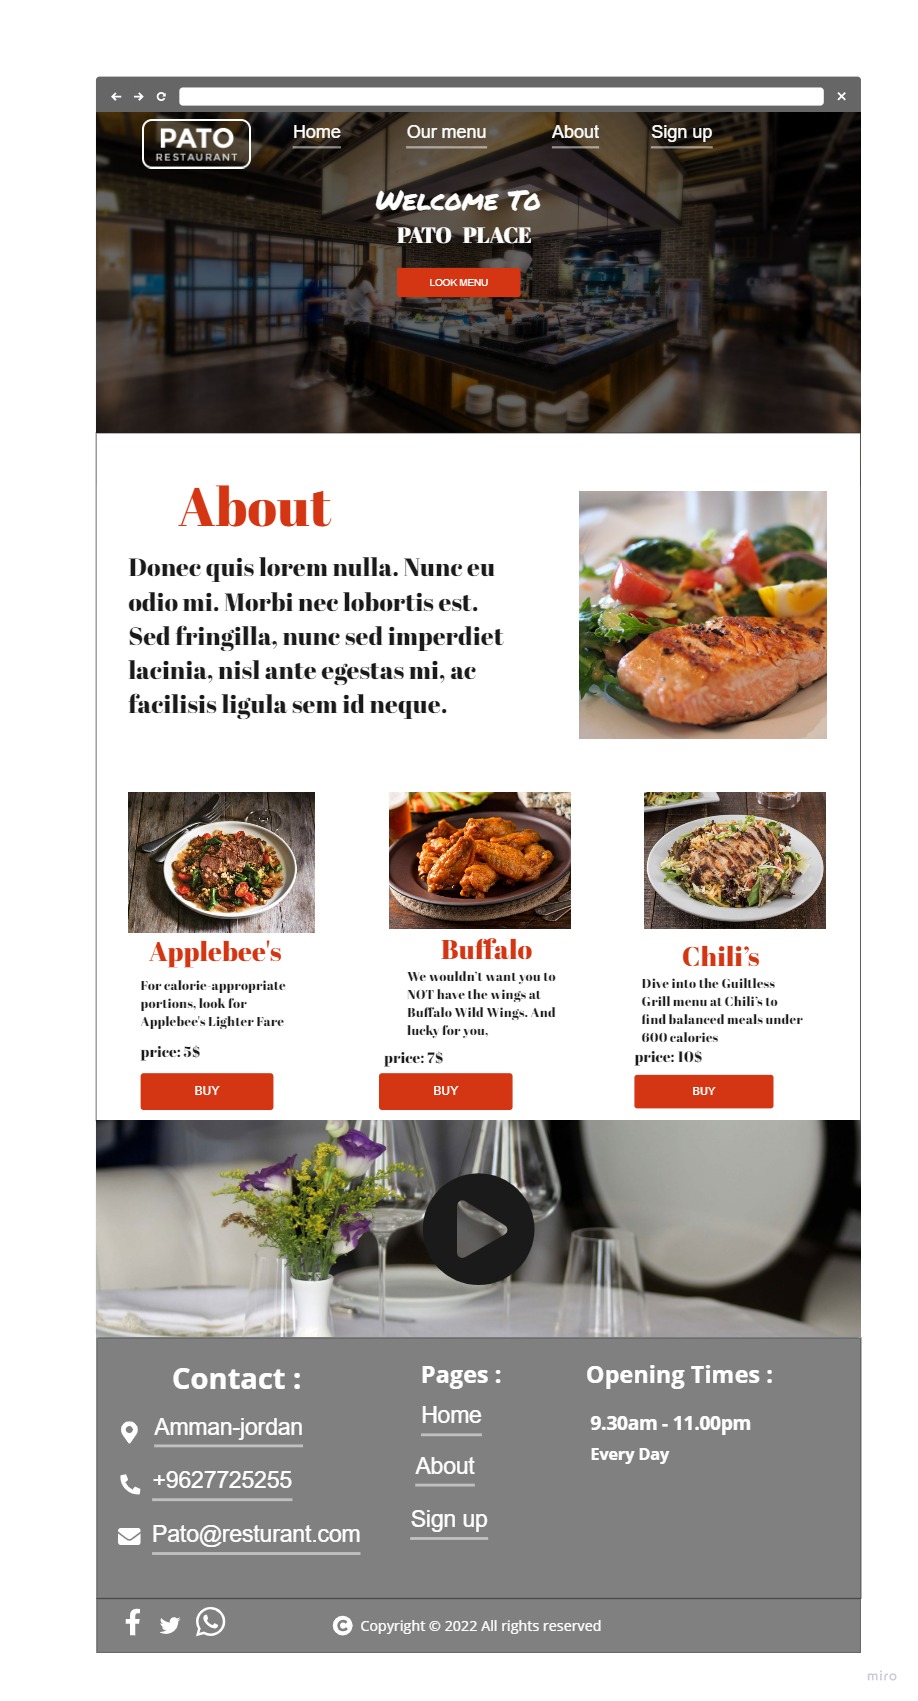 PATO
RESTAURANT
Home
Our menu
About
Sign up
Welcome To
PATO PLACE
LOOK MENU
About
Donec quis lorem nulla. Nunc eu
odio mi. Morbi nec lobortis est.
Sed fringilla, nunc sed imperdiet
lacinia, nisl ante egestas mi, ac
facilisis ligula sem id neque.
Applebee's
For calorie-appropriate
portions, look for
Applebee's Lighter Fare
price: 5$
BUY
Buffalo
We wouldn't want you to
NOT have the wings at
Buffalo Wild Wings. And
lucky for you,
price: 7$
BUY
Chili's
Dive into the Guiltless
Grill menu at Chili's to
find balanced meals under
600 calories
price: 10$
BUY
Contact :
Amman-jordan
+9627725255
Pato@resturant.com
Pages :
Home
About
Sign up
Opening Times :
9.30am - 11.00pm
Every Day
Copyright © 2022 All rights reserved
miro